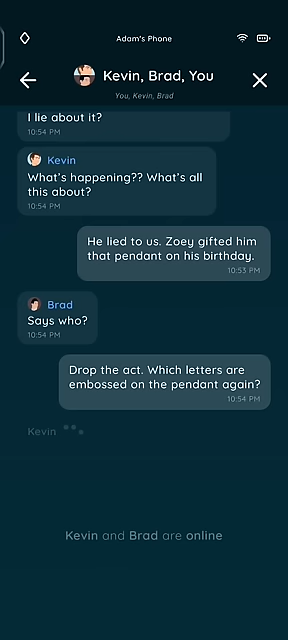 Adam's Phone
Kevin, Brad, You
You, Kevin, Brad
I lie about it?
10:54 PM
Kevin
What's happening?? What's all
this about?
10:54 PM
He lied to us. Zoey gifted him
that pendant on his birthday.
10:53 PM
Brad
Says who?
10:54 PM
Drop the act. Which letters are
embossed on the pendant again?
10:54 PM
Kevin
Kevin and Brad are online